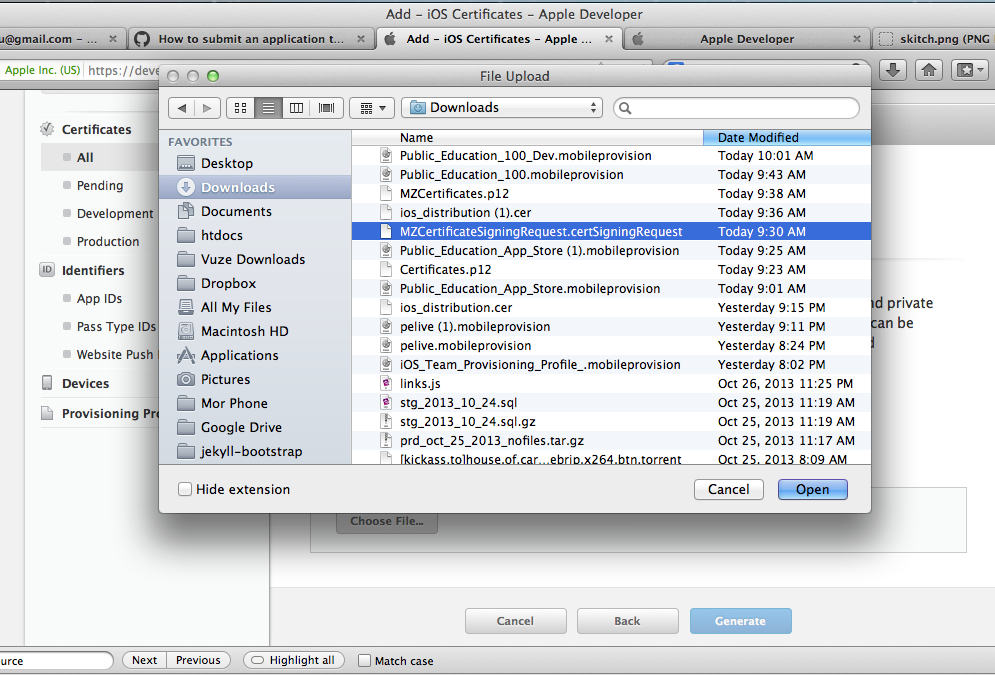 Add – iOS Certificates – Apple Developer
u@gmail.com – ...
How to submit an application t...
Add – iOS Certificates – Apple ...
Apple Developer
skitch.png (PNG
Apple Inc. (US) https://deve
File Upload
Downloads
FAVORITES
Desktop
Downloads
Documents
htdocs
Vuze Downloads
Dropbox
All My Files
Macintosh HD
Applications
Pictures
Mor Phone
Google Drive
jekyll-bootstrap
Name Date Modified
Public_Education_100_Dev.mobileprovision Today 10:01 AM
Public_Education_100.mobileprovision Today 9:43 AM
MZCertificates.p12 Today 9:38 AM
ios_distribution (1).cer Today 9:36 AM
MZCertificateSigningRequest.certSigningRequest Today 9:30 AM
Public_Education_App_Store (1).mobileprovision Today 9:25 AM
Certificates.p12 Today 9:23 AM
Public_Education_App_Store.mobileprovision Today 9:01 AM
ios_distribution.cer Yesterday 9:15 PM
pelive (1).mobileprovision Yesterday 9:11 PM
pelive.mobileprovision Yesterday 8:24 PM
iOS_Team_Provisioning_Profile_.mobileprovision Yesterday 8:02 PM
links.js Oct 26, 2013 11:25 PM
stg_2013_10_24.sql Oct 25, 2013 11:19 AM
stg_2013_10_24.sql.gz Oct 25, 2013 11:19 AM
prd_oct_25_2013_nofiles.tar.gz Oct 25, 2013 11:17 AM
[kickass.to]house.of.car...ebrip.x264.btn.torrent Oct 25, 2013 8:09 AM
Hide extension
Cancel
Open
Certificates
All
Pending
Development
Production
ID Identifiers
App IDs
Pass Type IDs
Website Push
Devices
Provisioning Pro
nd private
can be
Choose File...
Cancel
Back
Generate
urce
Next
Previous
Highlight all
Match case